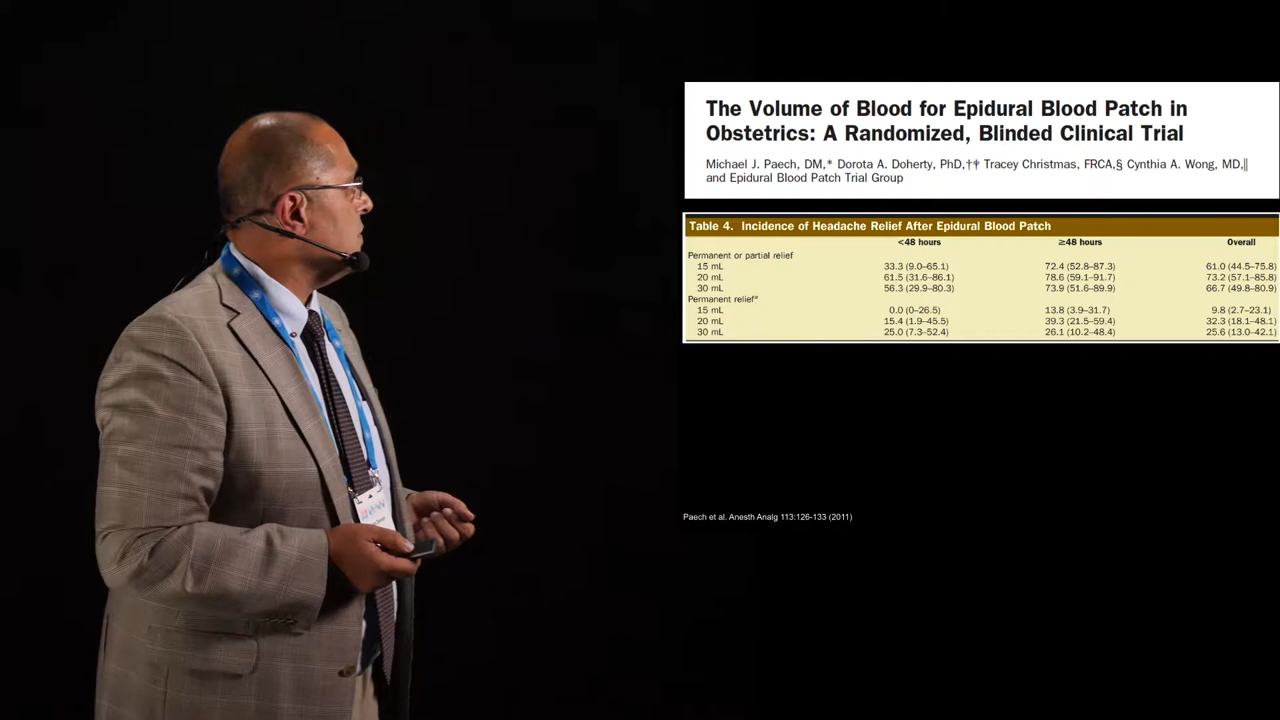 The Volume of Blood for Epidural Blood Patch in
Obstetrics: A Randomized, Blinded Clinical Trial
Michael J. Paech, DM,* Dorota A. Doherty, PhD,†‡ Tracey Christmas, FRCA,§ Cynthia A. Wong, MD,‖
and Epidural Blood Patch Trial Group
Table 4. Incidence of Headache Relief After Epidural Blood Patch
<48 hours ≥48 hours Overall
Permanent or partial relief
15 mL 33.3 (9.0–65.1) 72.4 (52.8–87.3) 61.0 (44.5–75.8)
20 mL 61.5 (31.6–86.1) 78.6 (59.1–91.7) 73.2 (57.1–85.8)
30 mL 56.3 (29.9–80.3) 73.9 (51.6–89.9) 66.7 (49.8–80.9)
Permanent reliefᵃ
15 mL 0.0 (0–26.5) 13.8 (3.9–31.7) 9.8 (2.7–23.1)
20 mL 15.4 (1.9–45.5) 39.3 (21.5–59.4) 32.3 (18.1–48.1)
30 mL 25.0 (7.3–52.4) 26.1 (10.2–48.4) 25.6 (13.0–42.1)
Paech et al. Anesth Analg 113:126-133 (2011)